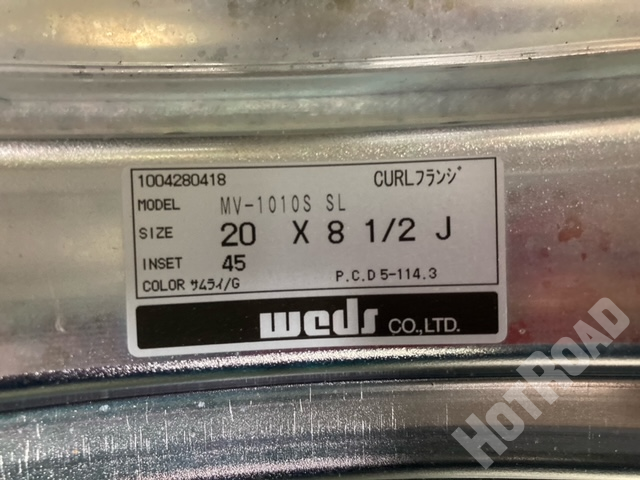 1004280418 CURLフランジ
MODEL MV-1010S SL
SIZE 20 X 8 1/2 J
INSET 45 P.C.D 5-114.3
COLOR サムライ/G
weds CO.,LTD.
HOTROAD